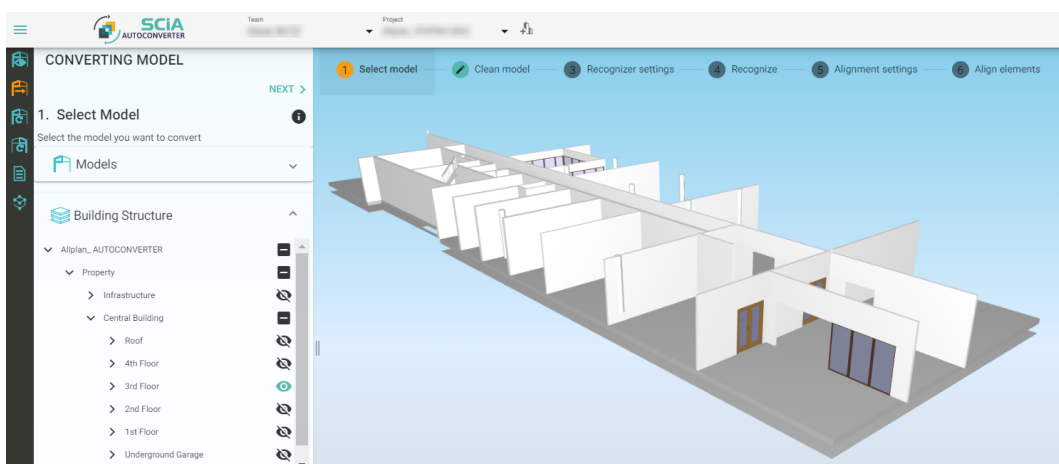 SCiA
AUTOCONVERTER
Team
Project
CONVERTING MODEL
NEXT
1. Select Model
Select the model you want to convert
Models
Building Structure
Allplan_ AUTOCONVERTER
Property
Infrastructure
Central Building
Roof
4th Floor
3rd Floor
2nd Floor
1st Floor
Underground Garage
1 Select model
Clean model
3 Recognizer settings
4 Recognize
5 Alignment settings
6 Align elements